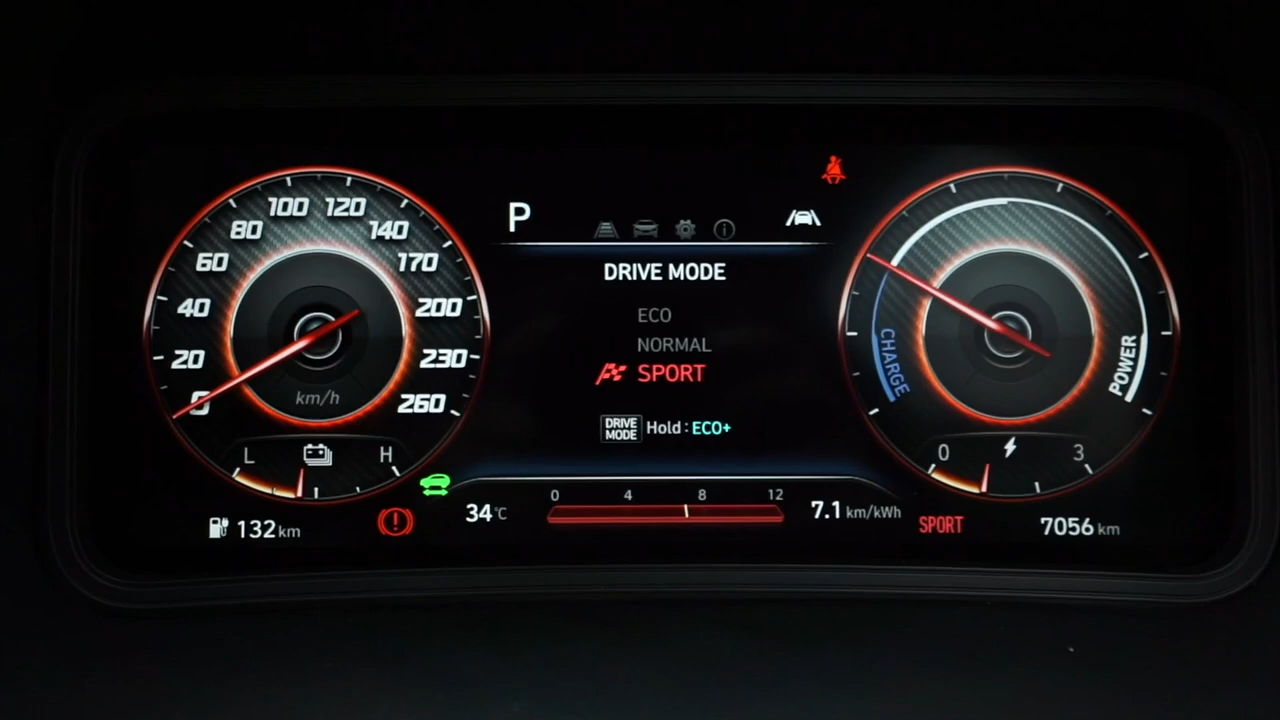 100 120
80 140
60 170
40 200
20 230
0 260
km/h
L H
132 km
P
DRIVE MODE
ECO
NORMAL
SPORT
DRIVE MODE Hold : ECO+
34°C
0 4 8 12
7.1 km/kWh
CHARGE
POWER
0 3
SPORT
7056 km